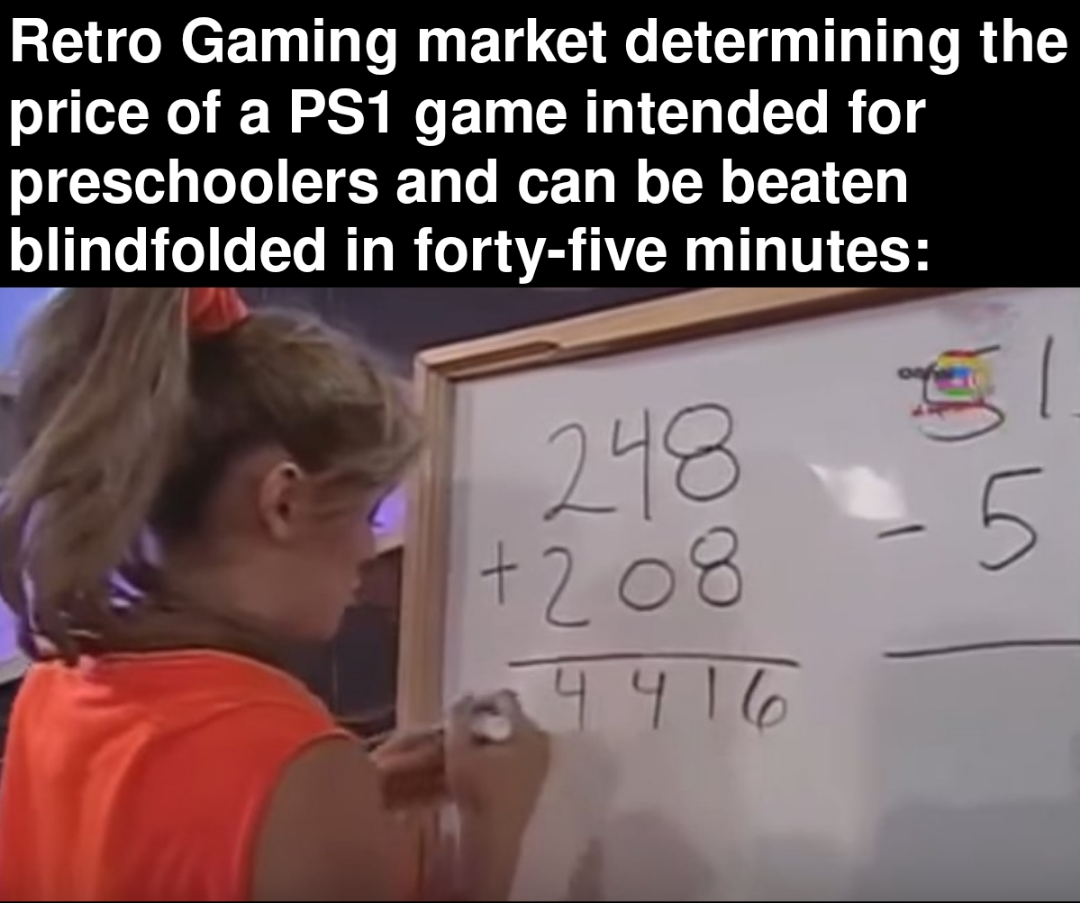 Retro Gaming market determining the
price of a PS1 game intended for
preschoolers and can be beaten
blindfolded in forty-five minutes:
248
+208
4416
51
- 5